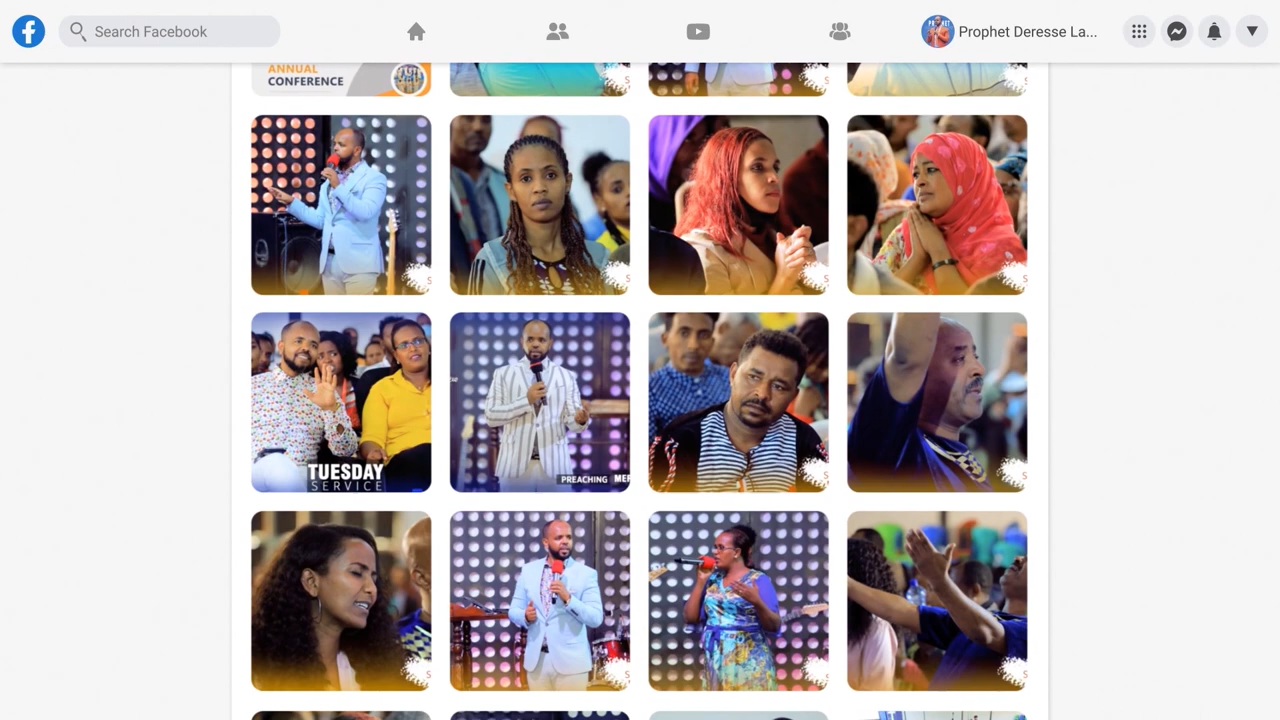 Search Facebook
Prophet Deresse La...
ANNUAL
CONFERENCE
TUESDAY
SERVICE
PREACHING